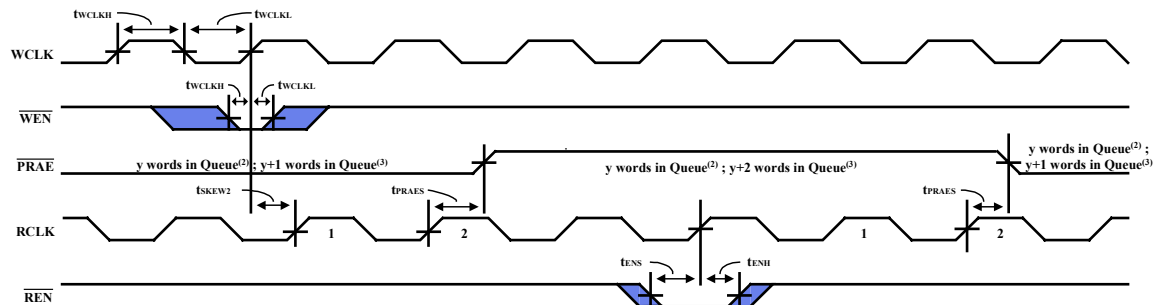 tWCLKH tWCLKL
WCLK
tWCLKH tWCLKL
WEN
PRAE
y words in Queue(2) ; y+1 words in Queue(3)
y words in Queue(2) ; y+2 words in Queue(3)
y words in Queue(2) ;
y+1 words in Queue(3)
tSKEW2 tPRAES tPRAES
RCLK 1 2 1 2
tENS tENH
REN